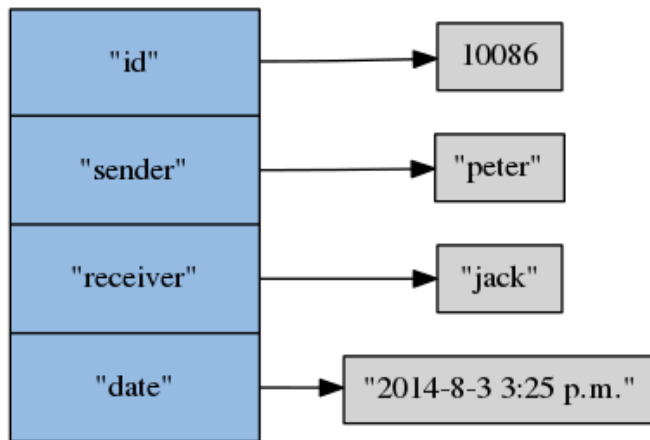 "id"
10086
"sender"
"peter"
"receiver"
"jack"
"date"
"2014-8-3 3:25 p.m."